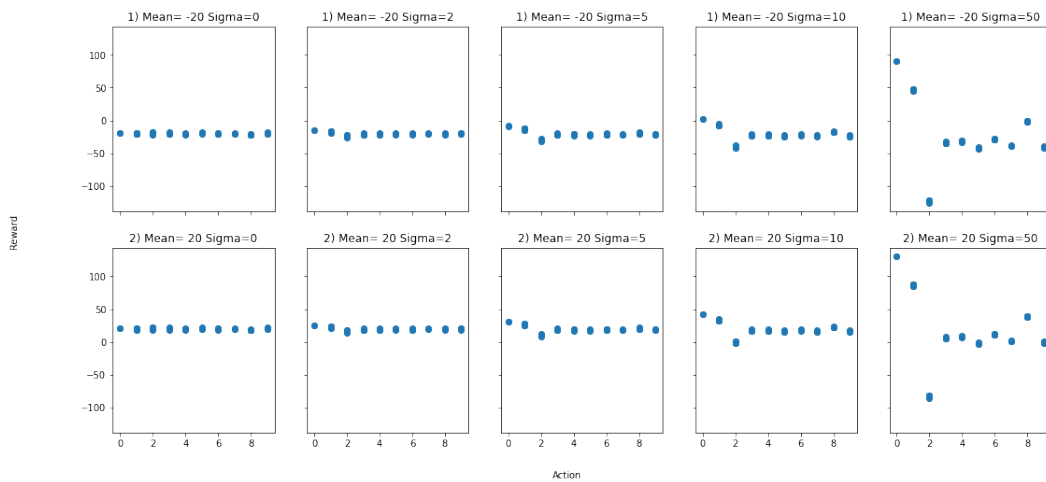 1) Mean= -20 Sigma=0
1) Mean= -20 Sigma=2
1) Mean= -20 Sigma=5
1) Mean= -20 Sigma=10
1) Mean= -20 Sigma=50
100
50
0
−50
−100
Reward
2) Mean= 20 Sigma=0
2) Mean= 20 Sigma=2
2) Mean= 20 Sigma=5
2) Mean= 20 Sigma=10
2) Mean= 20 Sigma=50
100
50
0
−50
−100
0 2 4 6 8
0 2 4 6 8
0 2 4 6 8
0 2 4 6 8
0 2 4 6 8
Action